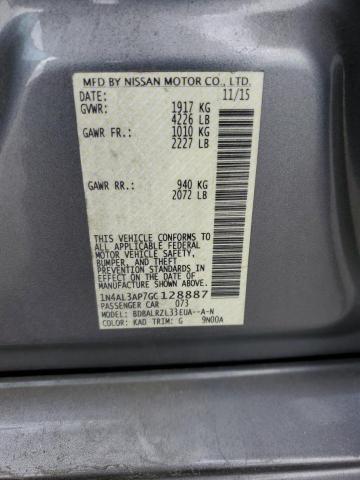 MFD BY NISSAN MOTOR CO., LTD.
DATE: 11/15
GVWR: 1917 KG
4226 LB
GAWR FR.: 1010 KG
2227 LB
GAWR RR.: 940 KG
2072 LB
THIS VEHICLE CONFORMS TO
ALL APPLICABLE U.S. FEDERAL
MOTOR VEHICLE SAFETY,
BUMPER, AND THEFT
PREVENTION STANDARDS
IN EFFECT ON THE DATE OF
MANUFACTURE SHOWN ABOVE.
1N4AL3AP7GC128887
PASSENGER CAR 073
MODEL: BDBALRZL33EUA--A-N
COLOR: KAD TRIM: G 9N00A